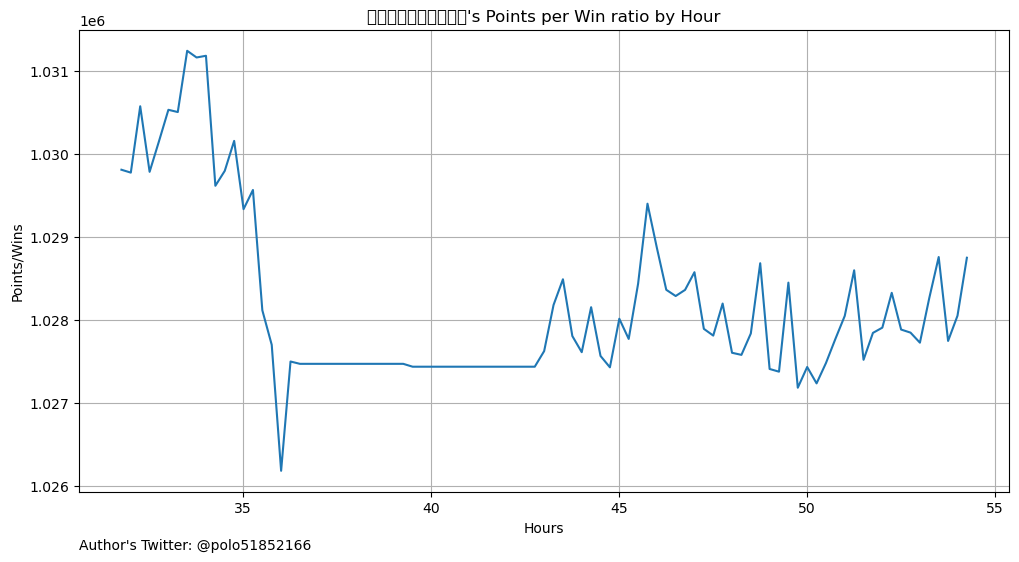 's Points per Win ratio by Hour
1e6
1.031
1.030
1.029
1.028
1.027
1.026
Points/Wins
35 40 45 50 55
Hours
Author's Twitter: @polo51852166